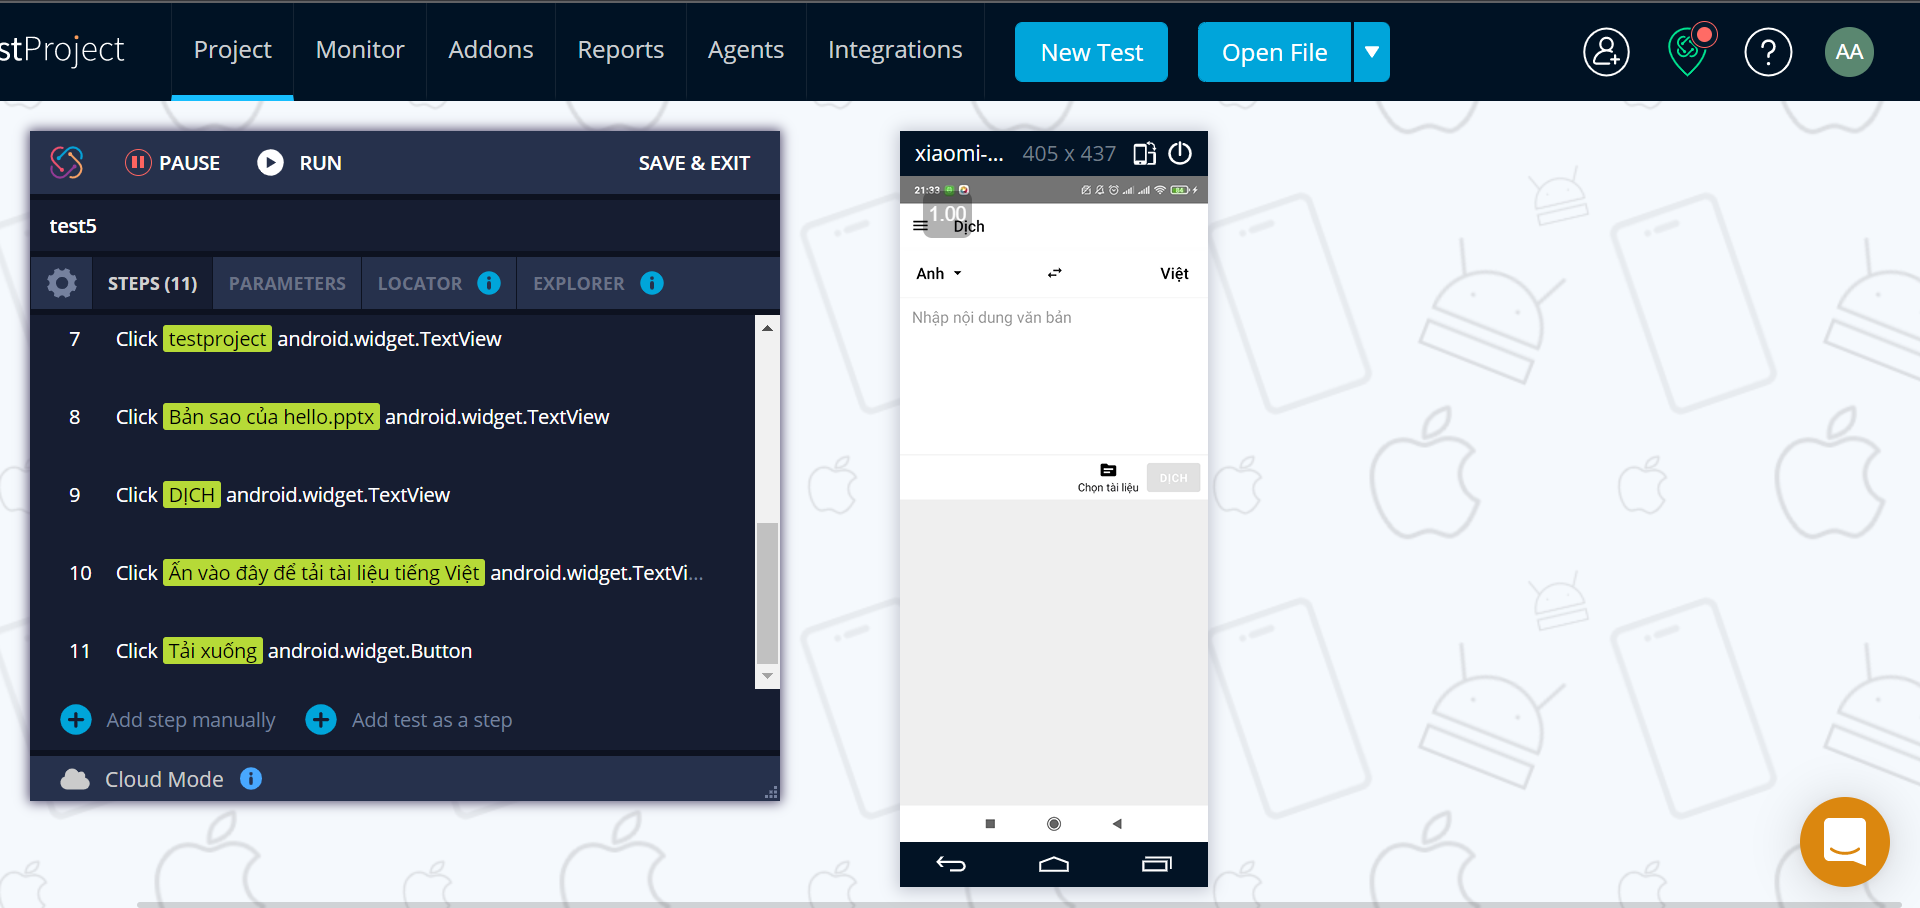 stProject
Project
Monitor
Addons
Reports
Agents
Integrations
New Test
Open File
?
AA
PAUSE
RUN
SAVE & EXIT
test5
STEPS (11)
PARAMETERS
LOCATOR
EXPLORER
7 Click testproject android.widget.TextView
8 Click Bản sao của hello.pptx android.widget.TextView
9 Click DỊCH android.widget.TextView
10 Click Ấn vào đây để tải tài liệu tiếng Việt android.widget.TextVi...
11 Click Tải xuống android.widget.Button
Add step manually
Add test as a step
Cloud Mode
xiaomi-... 405 x 437
21:33
84
1.00
Dịch
Anh
Việt
Nhập nội dung văn bản
Chọn tài liệu
DỊCH